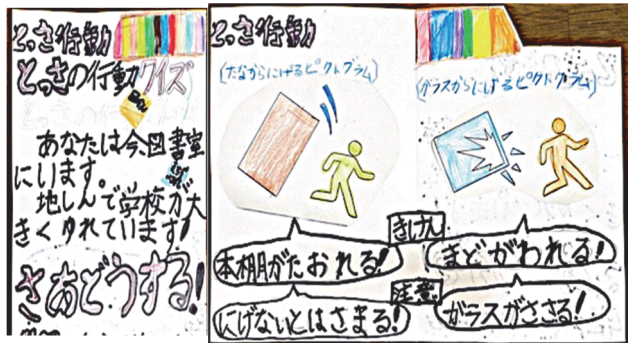 とっさ行動
とっさの行動クイズ
あなたは今図書室
にいます。
地しんで学校が大
きくゆれています!
さあどうする!
とっさ行動
(たなからにげるピクトグラム)
(ガラスからにげるピクトグラム)
きけん
本棚がたおれる!
まどがわれる!
注意
にげないとはさまる!
ガラスがささる!